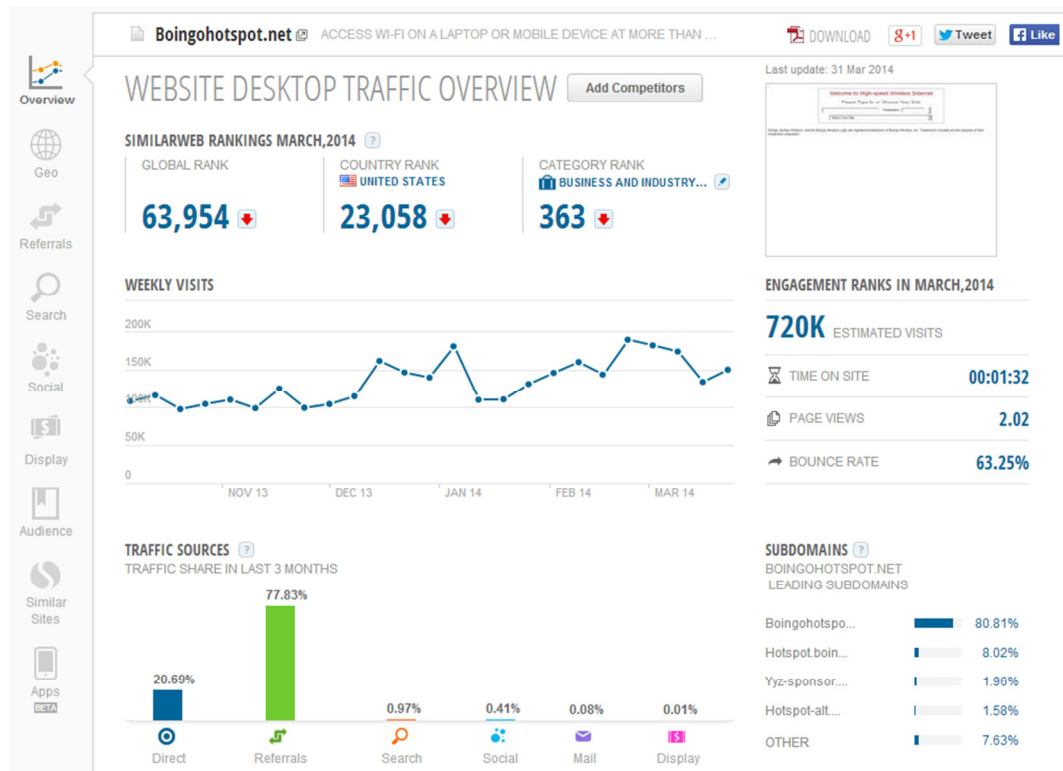 Boingohotspot.net ACCESS WI-FI ON A LAPTOP OR MOBILE DEVICE AT MORE THAN ...
DOWNLOAD
g+1
Tweet
Like
Overview
Geo
Referrals
Search
Social
Display
Audience
Similar
Sites
Apps
BETA
WEBSITE DESKTOP TRAFFIC OVERVIEW
Add Competitors
Last update: 31 Mar 2014
Welcome to High-speed Wireless Internet
SIMILARWEB RANKINGS MARCH,2014 ?
GLOBAL RANK
63,954
COUNTRY RANK
UNITED STATES
23,058
CATEGORY RANK
BUSINESS AND INDUSTRY...
363
WEEKLY VISITS
200K
150K
100K
50K
0
NOV 13
DEC 13
JAN 14
FEB 14
MAR 14
ENGAGEMENT RANKS IN MARCH,2014
720K ESTIMATED VISITS
TIME ON SITE 00:01:32
PAGE VIEWS 2.02
BOUNCE RATE 63.25%
TRAFFIC SOURCES ?
TRAFFIC SHARE IN LAST 3 MONTHS
20.69%
77.83%
0.97%
0.41%
0.08%
0.01%
Direct
Referrals
Search
Social
Mail
Display
SUBDOMAINS ?
BOINGOHOTSPOT.NET
LEADING SUBDOMAINS
Boingohotspo... 80.81%
Hotspot.boin... 8.02%
Yyz-sponsor.... 1.96%
Hotspot-alt.... 1.58%
OTHER 7.63%